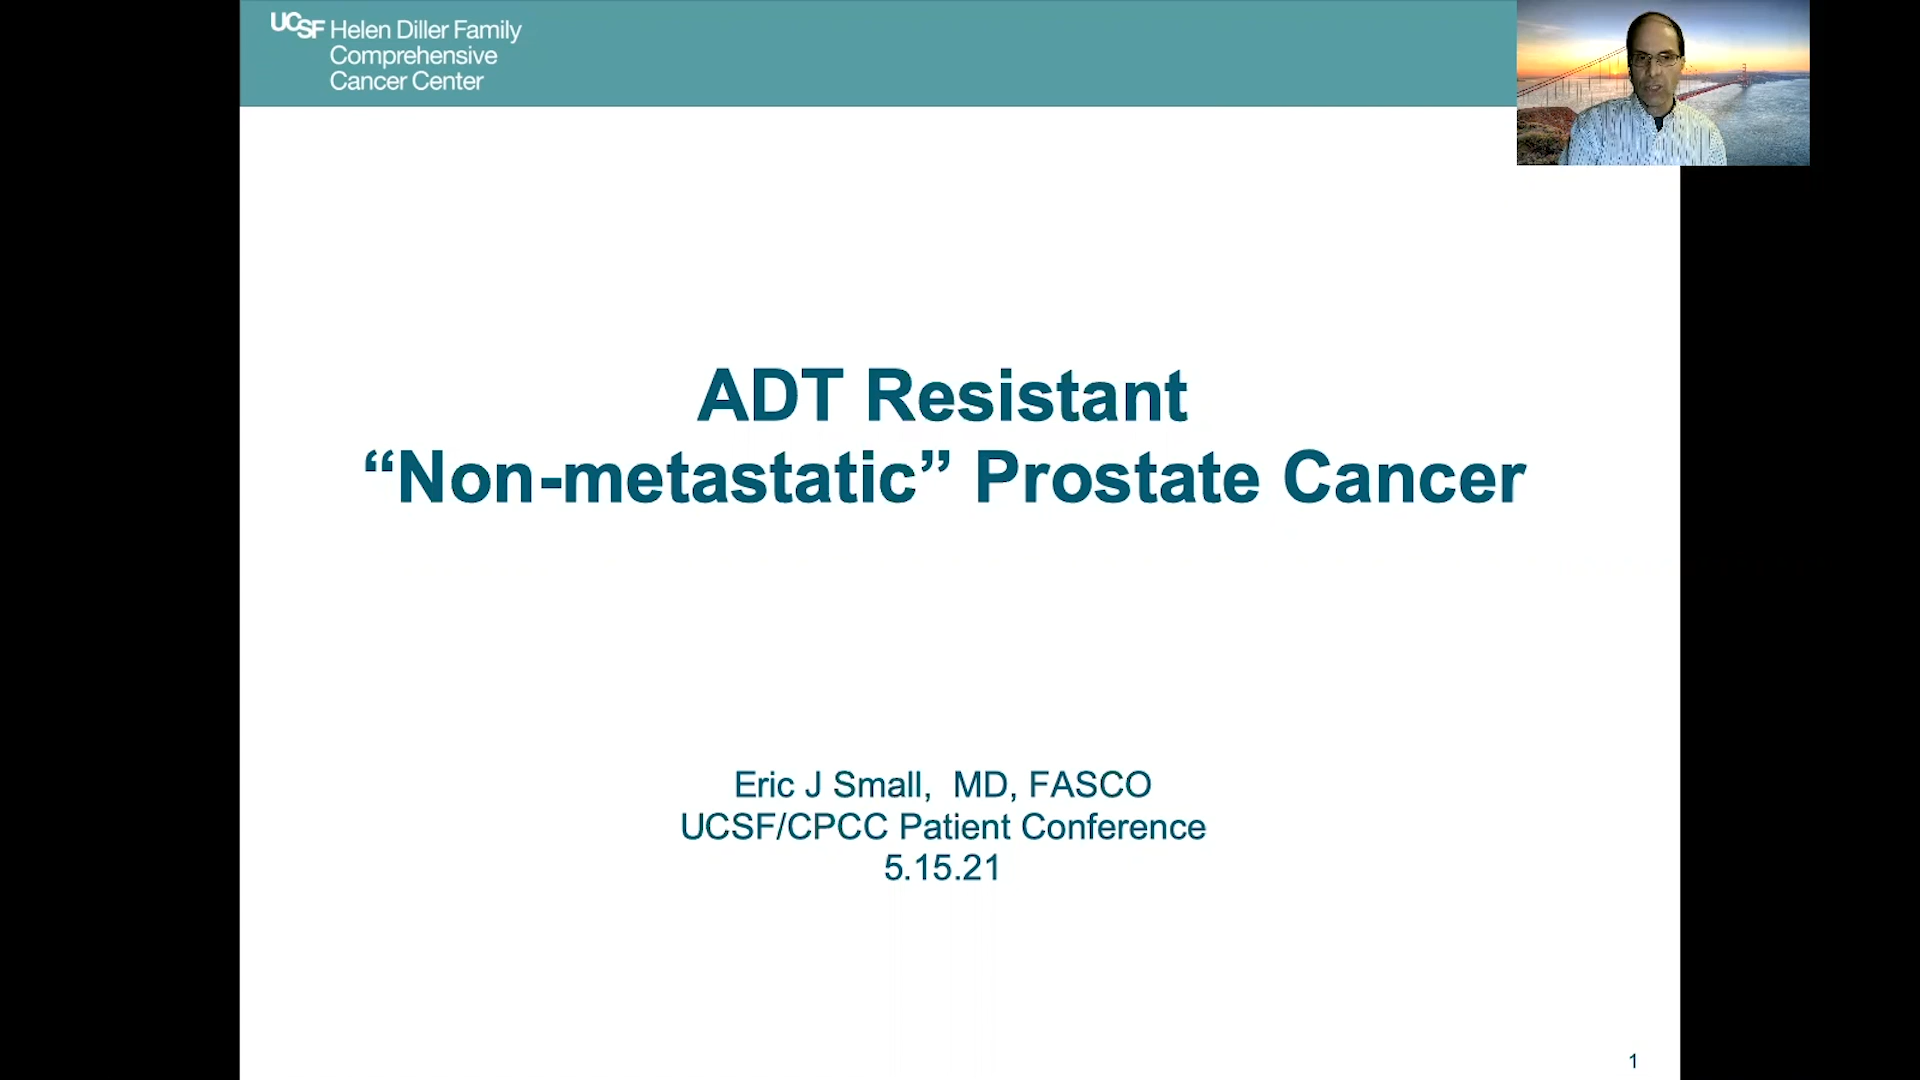 UCSF Helen Diller Family
Comprehensive
Cancer Center
ADT Resistant
“Non-metastatic” Prostate Cancer
Eric J Small,  MD, FASCO
UCSF/CPCC Patient Conference
5.15.21
1